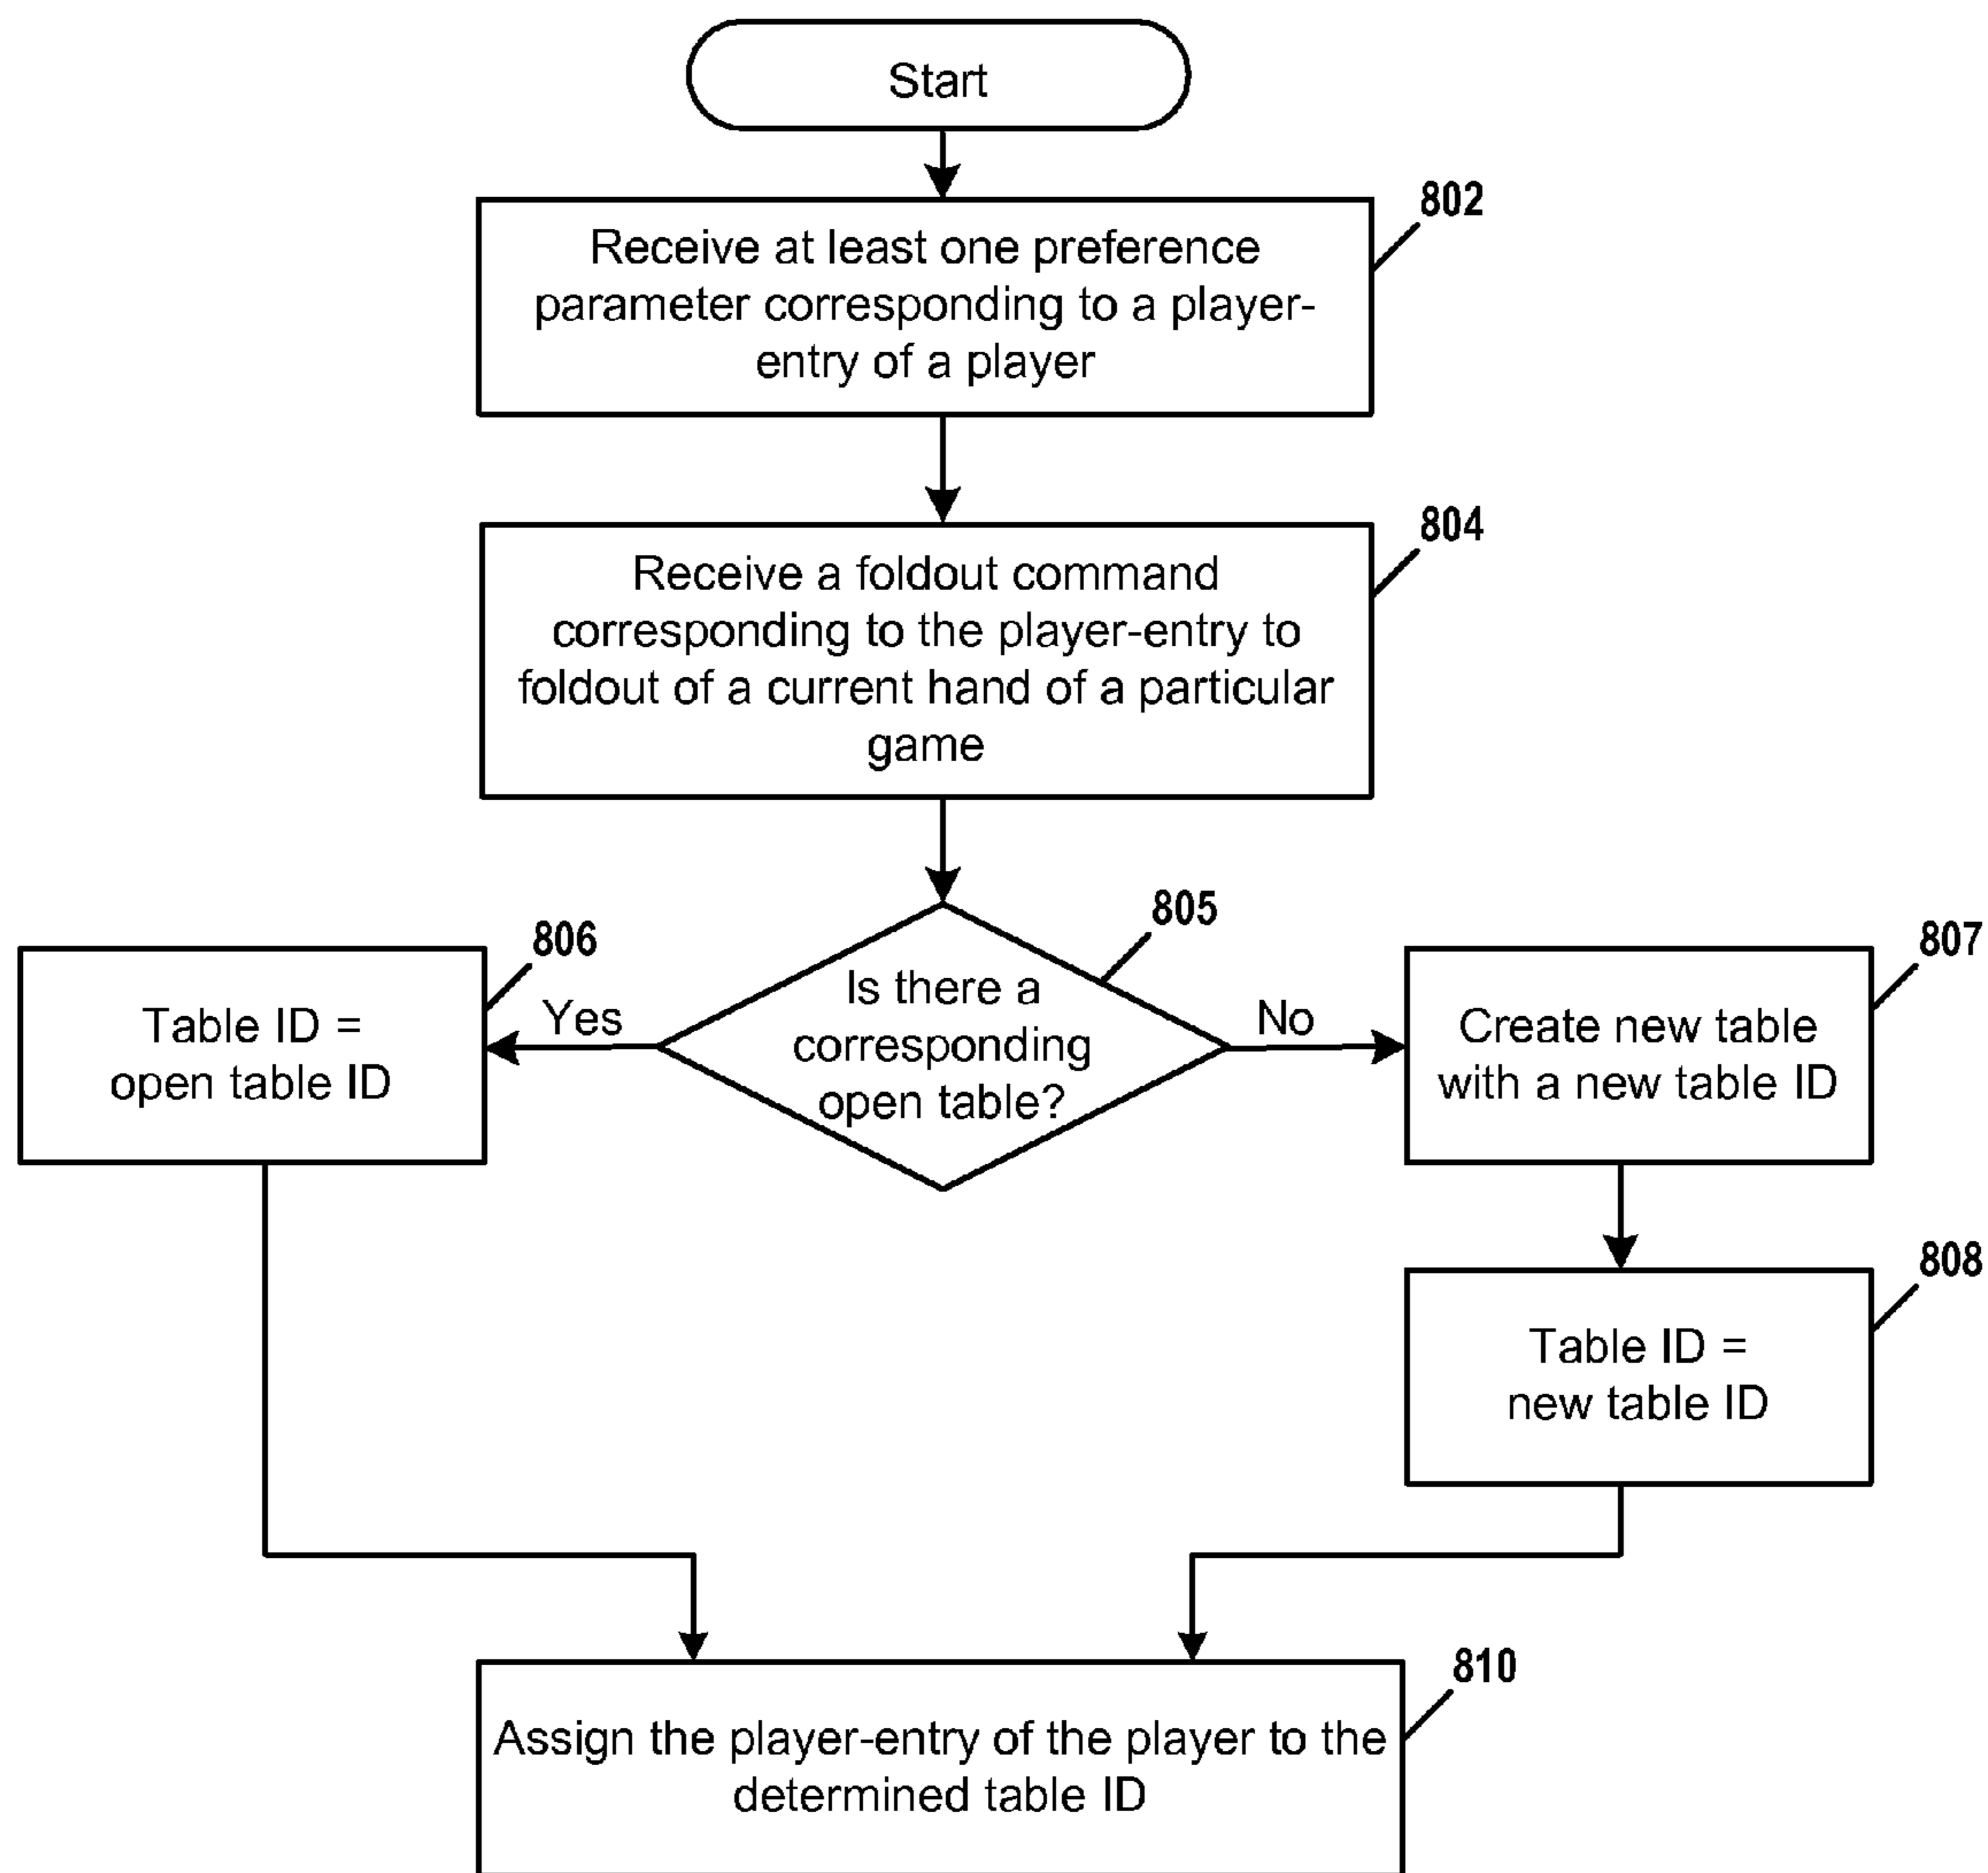 Start
802
Receive at least one preference
parameter corresponding to a player-
entry of a player
804
Receive a foldout command
corresponding to the player-entry to
foldout of a current hand of a particular
game
805
Is there a
corresponding
open table?
Yes
No
806
Table ID =
open table ID
807
Create new table
with a new table ID
808
Table ID =
new table ID
810
Assign the player-entry of the player to the
determined table ID